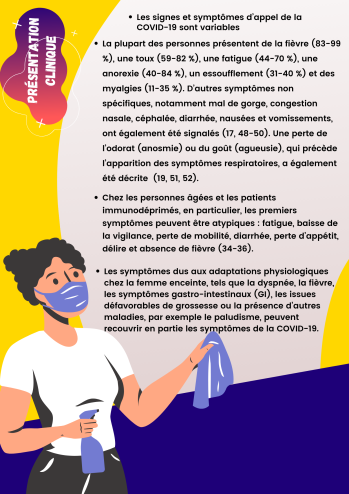 PRÉSENTATION
CLINIQUE
• Les signes et symptômes d'appel de la
COVID-19 sont variables
• La plupart des personnes présentent de la fièvre (83-99
%), une toux (59-82 %), une fatigue (44-70 %), une
anorexie (40-84 %), un essoufflement (31-40 %) et des
myalgies (11-35 %). D'autres symptômes non
spécifiques, notamment mal de gorge, congestion
nasale, céphalée, diarrhée, nausées et vomissements,
ont également été signalés (17, 48-50). Une perte de
l'odorat (anosmie) ou du goût (agueusie), qui précède
l'apparition des symptômes respiratoires, a également
été décrite (19, 51, 52).
• Chez les personnes âgées et les patients
immunodéprimés, en particulier, les premiers
symptômes peuvent être atypiques : fatigue, baisse de
la vigilance, perte de mobilité, diarrhée, perte d'appétit,
délire et absence de fièvre (34-36).
• Les symptômes dus aux adaptations physiologiques
chez la femme enceinte, tels que la dyspnée, la fièvre,
les symptômes gastro-intestinaux (GI), les issues
défavorables de grossesse ou la présence d'autres
maladies, par exemple le paludisme, peuvent
recouvrir en partie les symptômes de la COVID-19.